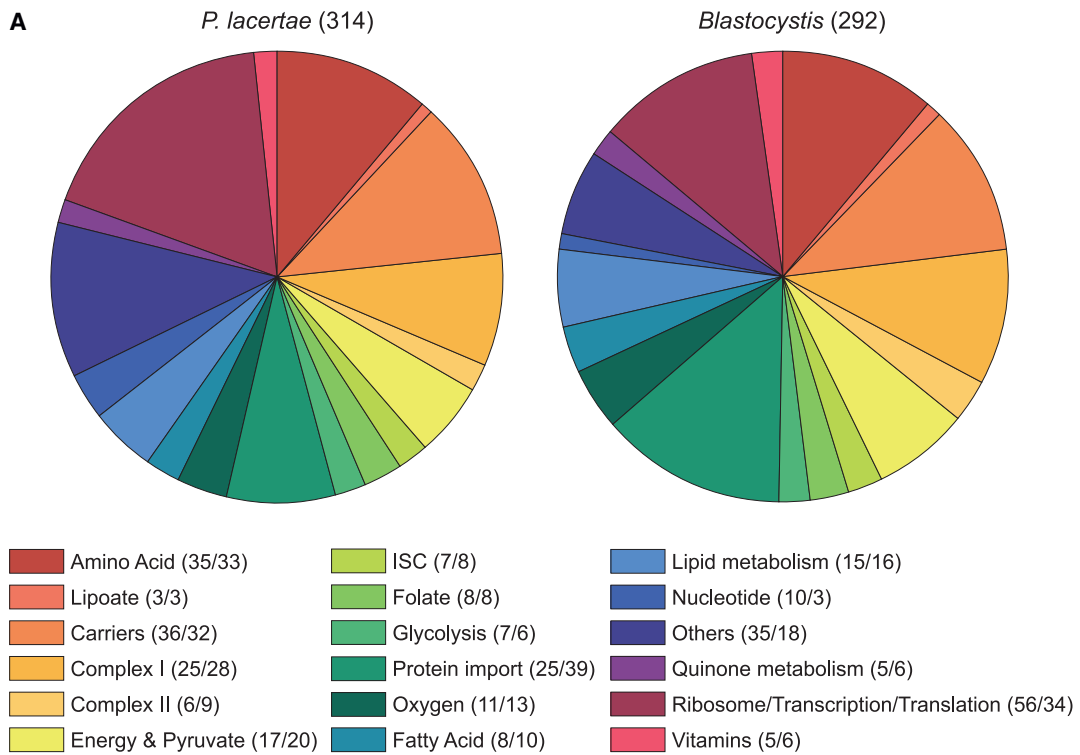 A
P. lacertae (314)
Blastocystis (292)
Amino Acid (35/33)
Lipoate (3/3)
Carriers (36/32)
Complex I (25/28)
Complex II (6/9)
Energy & Pyruvate (17/20)
ISC (7/8)
Folate (8/8)
Glycolysis (7/6)
Protein import (25/39)
Oxygen (11/13)
Fatty Acid (8/10)
Lipid metabolism (15/16)
Nucleotide (10/3)
Others (35/18)
Quinone metabolism (5/6)
Ribosome/Transcription/Translation (56/34)
Vitamins (5/6)